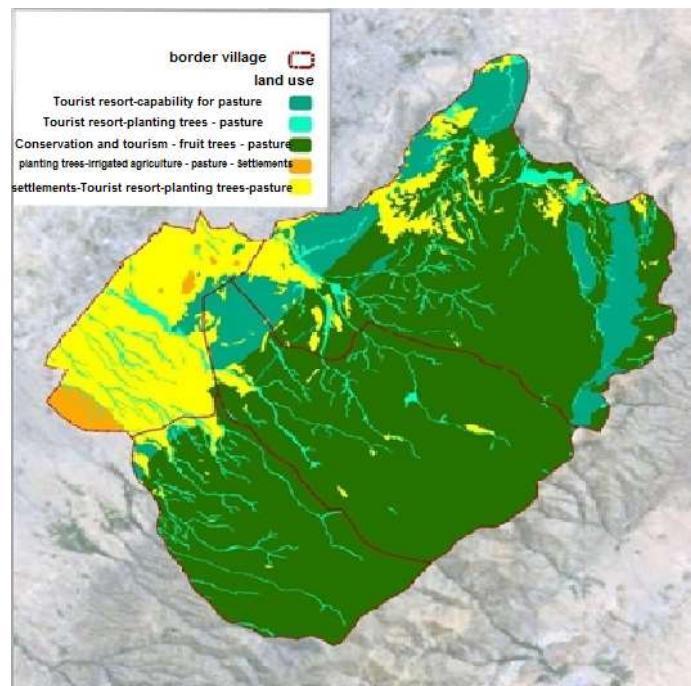 border village
land use
Tourist resort-capability for pasture
Tourist resort-planting trees - pasture
Conservation and tourism - fruit trees - pasture
planting trees-irrigated agriculture - pasture - Settlements
settlements-Tourist resort-planting trees-pasture